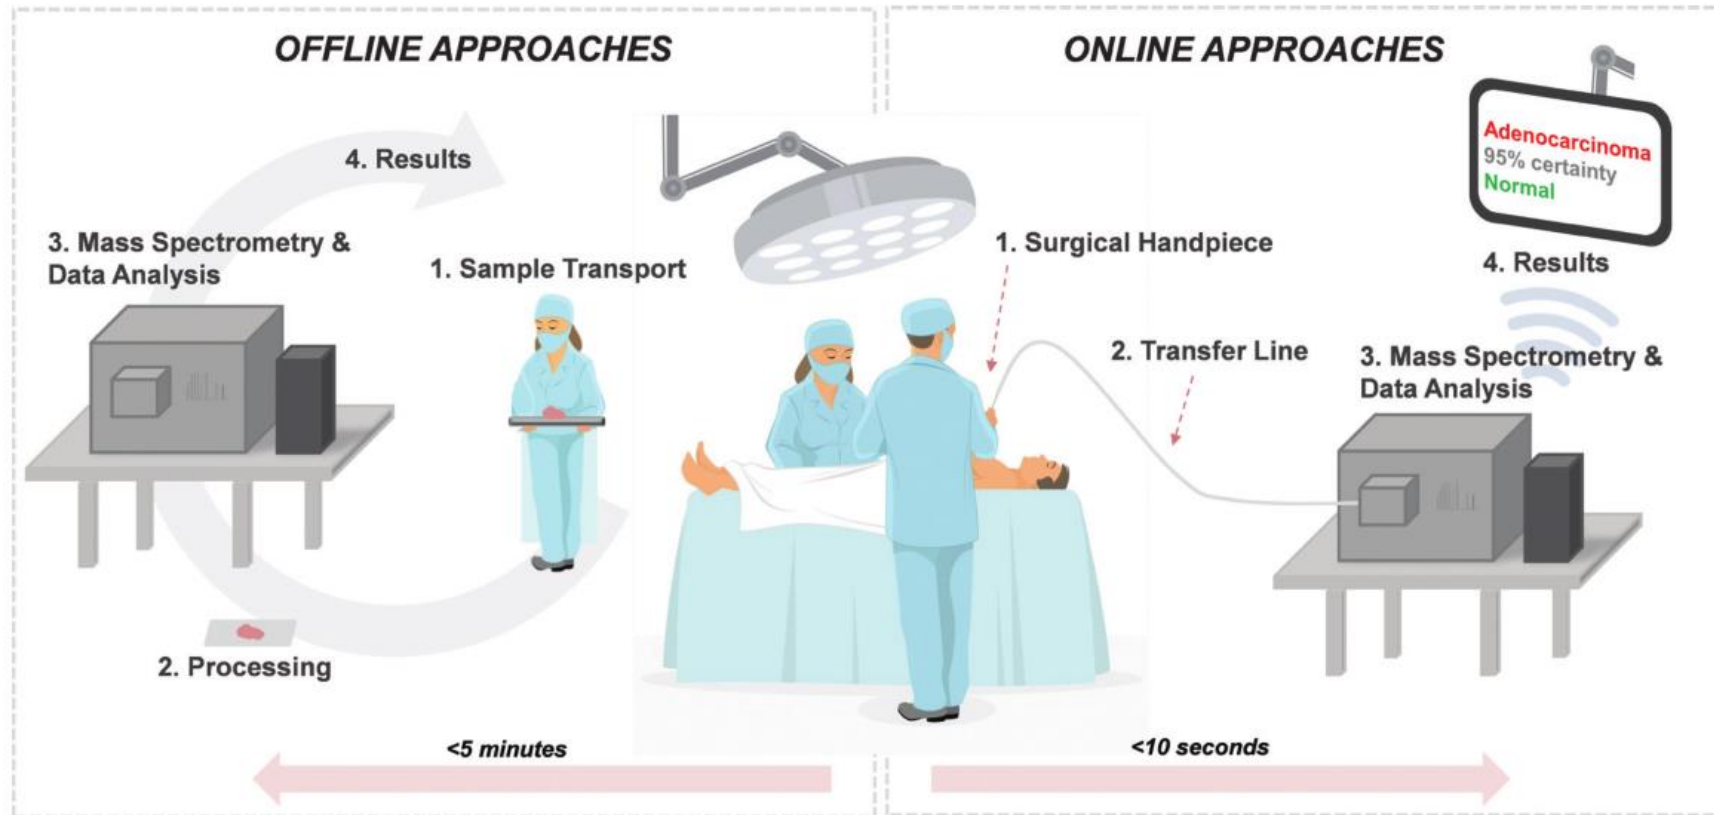 OFFLINE APPROACHES
4. Results
3. Mass Spectrometry &
Data Analysis
1. Sample Transport
2. Processing
<5 minutes
ONLINE APPROACHES
Adenocarcinoma
95% certainty
Normal
4. Results
1. Surgical Handpiece
2. Transfer Line
3. Mass Spectrometry &
Data Analysis
<10 seconds